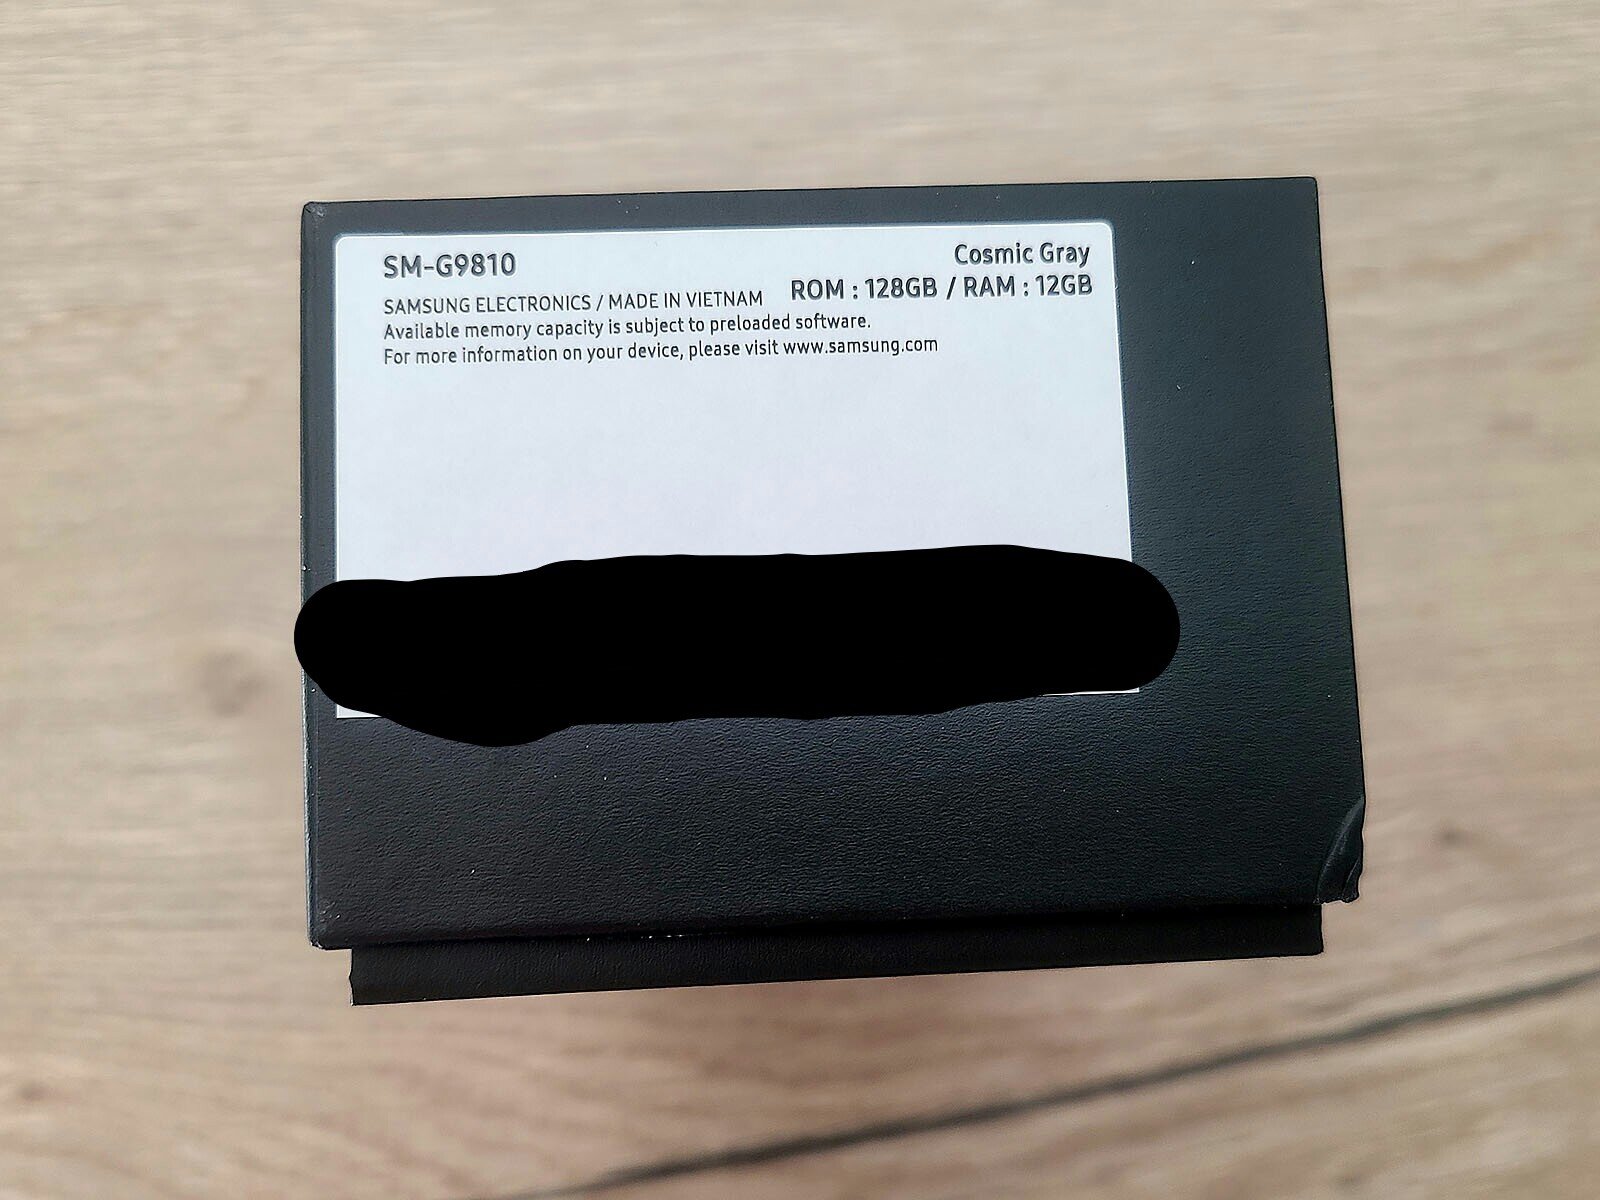 SM-G9810
Cosmic Gray
ROM : 128GB / RAM : 12GB
SAMSUNG ELECTRONICS / MADE IN VIETNAM
Available memory capacity is subject to preloaded software.
For more information on your device, please visit www.samsung.com